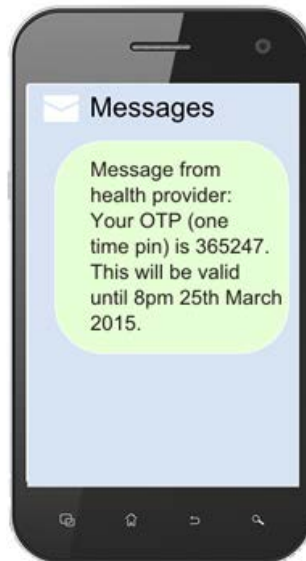 Messages
Message from
health provider:
Your OTP (one
time pin) is 365247.
This will be valid
until 8pm 25th March
2015.